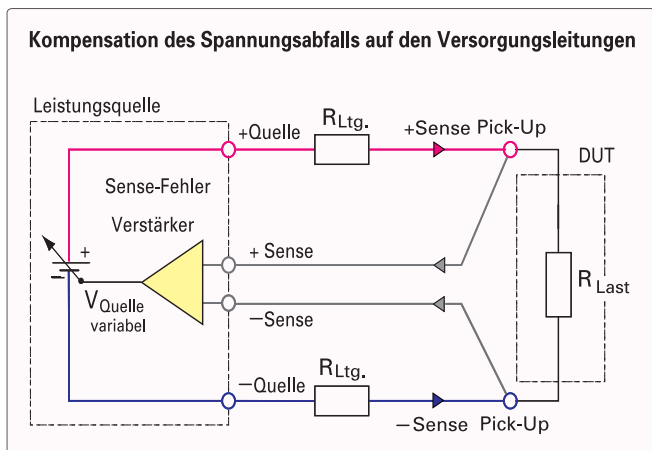 Kompensation des Spannungsabfalls auf den Versorgungsleitungen
Leistungsquelle
+Quelle
RLtg.
+Sense Pick-Up
DUT
Sense-Fehler
Verstärker
+ Sense
+
−
VQuelle
variabel
−Sense
RLast
−Quelle
RLtg.
−Sense Pick-Up